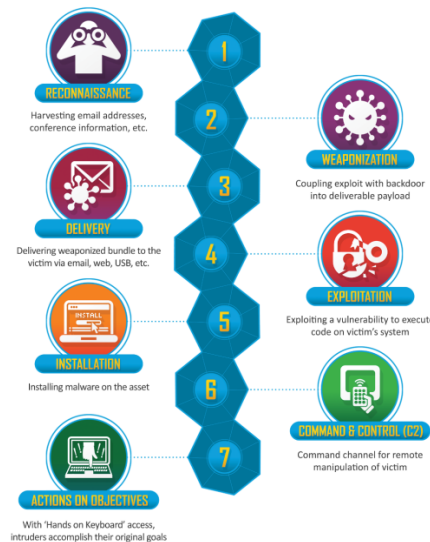 1
RECONNAISSANCE
Harvesting email addresses,
conference information, etc.
2
WEAPONIZATION
Coupling exploit with backdoor
into deliverable payload
3
DELIVERY
Delivering weaponized bundle to the
victim via email, web, USB, etc.
4
EXPLOITATION
Exploiting a vulnerability to execute
code on victim's system
5
INSTALL
INSTALLATION
Installing malware on the asset
6
COMMAND & CONTROL (C2)
Command channel for remote
manipulation of victim
7
ACTIONS ON OBJECTIVES
With 'Hands on Keyboard' access,
intruders accomplish their original goals